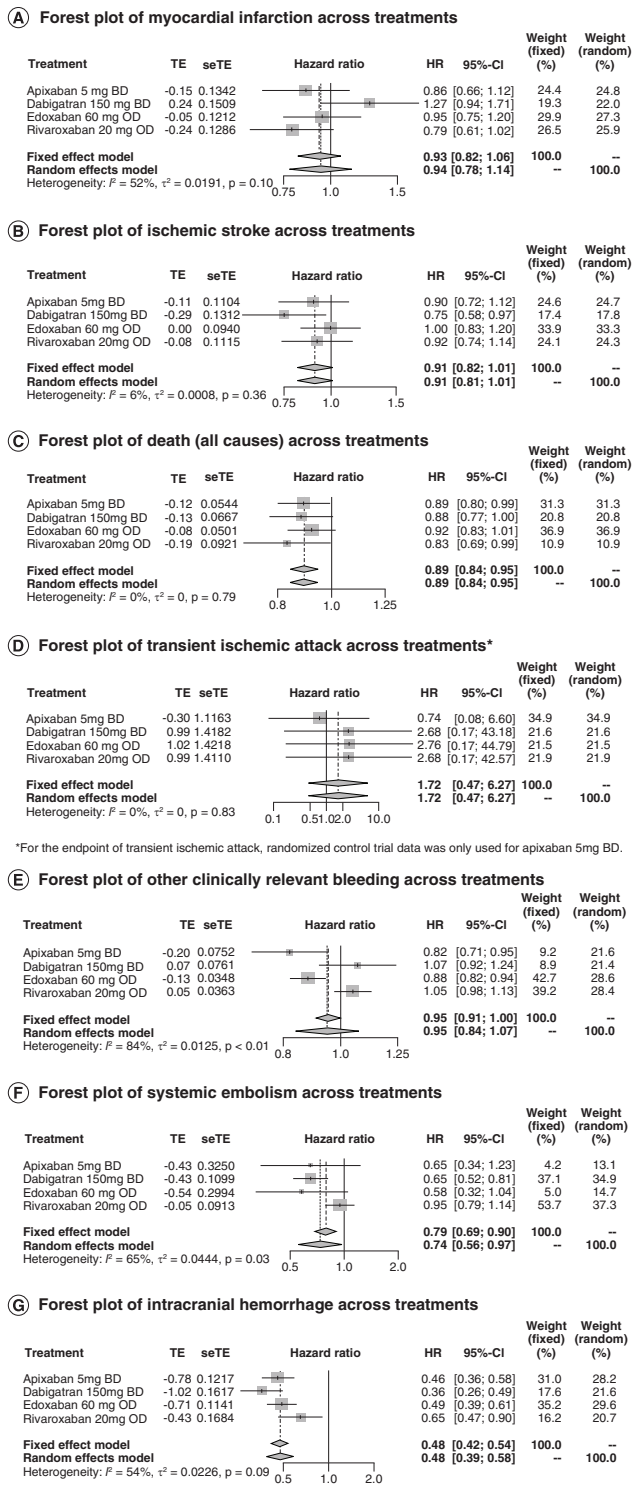 A Forest plot of myocardial infarction across treatments
Weight Weight
(fixed) (random)
Treatment TE seTE Hazard ratio HR 95%-CI (%) (%)
Apixaban 5 mg BD -0.15 0.1342 0.86 [0.66; 1.12] 24.4 24.8
Dabigatran 150 mg BD 0.24 0.1509 1.27 [0.94; 1.71] 19.3 22.0
Edoxaban 60 mg OD -0.05 0.1212 0.95 [0.75; 1.20] 29.9 27.3
Rivaroxaban 20 mg OD -0.24 0.1286 0.79 [0.61; 1.02] 26.5 25.9
Fixed effect model 0.93 [0.82; 1.06] 100.0 --
Random effects model 0.94 [0.78; 1.14] -- 100.0
Heterogeneity: I² = 52%, τ² = 0.0191, p = 0.10
0.75 1.0 1.5
B Forest plot of ischemic stroke across treatments
Weight Weight
(fixed) (random)
Treatment TE seTE Hazard ratio HR 95%-CI (%) (%)
Apixaban 5mg BD -0.11 0.1104 0.90 [0.72; 1.12] 24.6 24.7
Dabigatran 150mg BD -0.29 0.1312 0.75 [0.58; 0.97] 17.4 17.8
Edoxaban 60 mg OD 0.00 0.0940 1.00 [0.83; 1.20] 33.9 33.3
Rivaroxaban 20mg OD -0.08 0.1115 0.92 [0.74; 1.14] 24.1 24.3
Fixed effect model 0.91 [0.82; 1.01] 100.0 --
Random effects model 0.91 [0.81; 1.01] -- 100.0
Heterogeneity: I² = 6%, τ² = 0.0008, p = 0.36
0.75 1.0 1.5
C Forest plot of death (all causes) across treatments
Weight Weight
(fixed) (random)
Treatment TE seTE Hazard ratio HR 95%-CI (%) (%)
Apixaban 5mg BD -0.12 0.0544 0.89 [0.80; 0.99] 31.3 31.3
Dabigatran 150mg BD -0.13 0.0667 0.88 [0.77; 1.00] 20.8 20.8
Edoxaban 60 mg OD -0.08 0.0501 0.92 [0.83; 1.01] 36.9 36.9
Rivaroxaban 20mg OD -0.19 0.0921 0.83 [0.69; 0.99] 10.9 10.9
Fixed effect model 0.89 [0.84; 0.95] 100.0 --
Random effects model 0.89 [0.84; 0.95] -- 100.0
Heterogeneity: I² = 0%, τ² = 0, p = 0.79
0.8 1.0 1.25
D Forest plot of transient ischemic attack across treatments*
Weight Weight
(fixed) (random)
Treatment TE seTE Hazard ratio HR 95%-CI (%) (%)
Apixaban 5mg BD -0.30 1.1163 0.74 [0.08; 6.60] 34.9 34.9
Dabigatran 150mg BD 0.99 1.4182 2.68 [0.17; 43.18] 21.6 21.6
Edoxaban 60 mg OD 1.02 1.4218 2.76 [0.17; 44.79] 21.5 21.5
Rivaroxaban 20mg OD 0.99 1.4110 2.68 [0.17; 42.57] 21.9 21.9
Fixed effect model 1.72 [0.47; 6.27] 100.0 --
Random effects model 1.72 [0.47; 6.27] -- 100.0
Heterogeneity: I² = 0%, τ² = 0, p = 0.83
0.1 0.51.02.0 10.0
*For the endpoint of transient ischemic attack, randomized control trial data was only used for apixaban 5mg BD.
E Forest plot of other clinically relevant bleeding across treatments
Weight Weight
(fixed) (random)
Treatment TE seTE Hazard ratio HR 95%-CI (%) (%)
Apixaban 5mg BD -0.20 0.0752 0.82 [0.71; 0.95] 9.2 21.6
Dabigatran 150mg BD 0.07 0.0761 1.07 [0.92; 1.24] 8.9 21.4
Edoxaban 60 mg OD -0.13 0.0348 0.88 [0.82; 0.94] 42.7 28.6
Rivaroxaban 20mg OD 0.05 0.0363 1.05 [0.98; 1.13] 39.2 28.4
Fixed effect model 0.95 [0.91; 1.00] 100.0 --
Random effects model 0.95 [0.84; 1.07] -- 100.0
Heterogeneity: I² = 84%, τ² = 0.0125, p < 0.01
0.8 1.0 1.25
F Forest plot of systemic embolism across treatments
Weight Weight
(fixed) (random)
Treatment TE seTE Hazard ratio HR 95%-CI (%) (%)
Apixaban 5mg BD -0.43 0.3250 0.65 [0.34; 1.23] 4.2 13.1
Dabigatran 150mg BD -0.43 0.1099 0.65 [0.52; 0.81] 37.1 34.9
Edoxaban 60 mg OD -0.54 0.2994 0.58 [0.32; 1.04] 5.0 14.7
Rivaroxaban 20mg OD -0.05 0.0913 0.95 [0.79; 1.14] 53.7 37.3
Fixed effect model 0.79 [0.69; 0.90] 100.0 --
Random effects model 0.74 [0.56; 0.97] -- 100.0
Heterogeneity: I² = 65%, τ² = 0.0444, p = 0.03
0.5 1.0 2.0
G Forest plot of intracranial hemorrhage across treatments
Weight Weight
(fixed) (random)
Treatment TE seTE Hazard ratio HR 95%-CI (%) (%)
Apixaban 5mg BD -0.78 0.1217 0.46 [0.36; 0.58] 31.0 28.2
Dabigatran 150mg BD -1.02 0.1617 0.36 [0.26; 0.49] 17.6 21.6
Edoxaban 60 mg OD -0.71 0.1141 0.49 [0.39; 0.61] 35.2 29.6
Rivaroxaban 20 mg OD -0.43 0.1684 0.65 [0.47; 0.90] 16.2 20.7
Fixed effect model 0.48 [0.42; 0.54] 100.0 --
Random effects model 0.48 [0.39; 0.58] -- 100.0
Heterogeneity: I² = 54%, τ² = 0.0226, p = 0.09
0.5 1.0 2.0